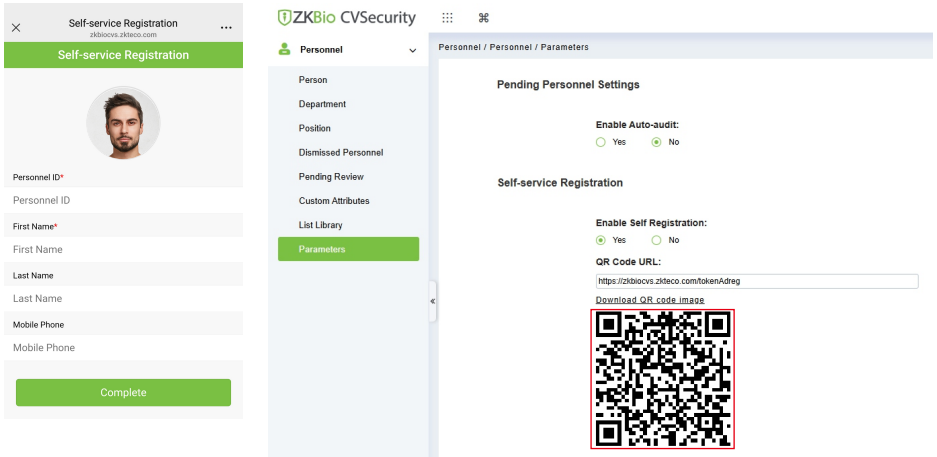 Self-service Registration
zkbiocvs.zkteco.com
Self-service Registration
Personnel ID*
Personnel ID
First Name*
First Name
Last Name
Last Name
Mobile Phone
Mobile Phone
Complete
ZKBio CVSecurity
Personnel
Person
Department
Position
Dismissed Personnel
Pending Review
Custom Attributes
List Library
Parameters
Personnel / Personnel / Parameters
Pending Personnel Settings
Enable Auto-audit:
Yes No
Self-service Registration
Enable Self Registration:
Yes No
QR Code URL:
https://zkbiocvs.zkteco.com/tokenAdreg
Download QR code image